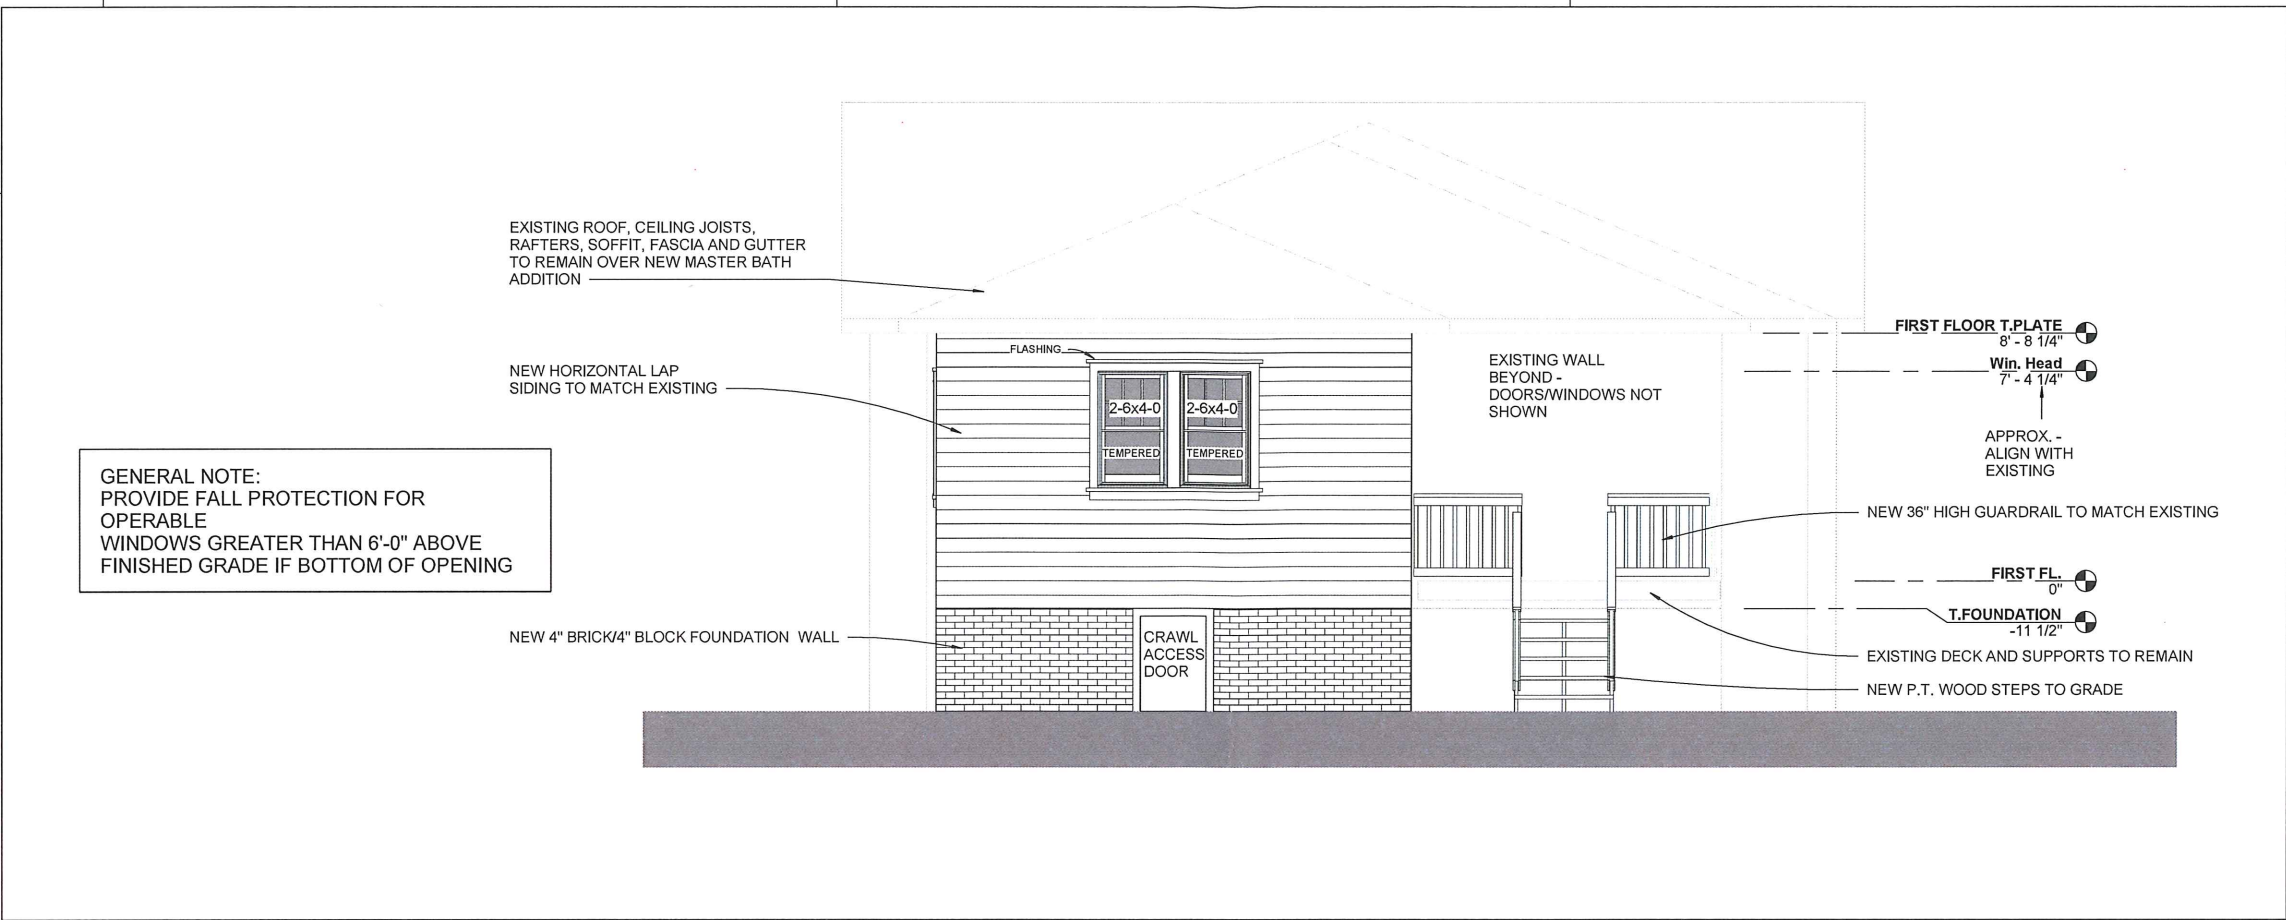 EXISTING ROOF, CEILING JOISTS,
RAFTERS, SOFFIT, FASCIA AND GUTTER
TO REMAIN OVER NEW MASTER BATH
ADDITION
NEW HORIZONTAL LAP
SIDING TO MATCH EXISTING
GENERAL NOTE:
PROVIDE FALL PROTECTION FOR
OPERABLE
WINDOWS GREATER THAN 6'-0" ABOVE
FINISHED GRADE IF BOTTOM OF OPENING
NEW 4" BRICK/4" BLOCK FOUNDATION WALL
FLASHING
2-6x4-0
2-6x4-0
TEMPERED
TEMPERED
CRAWL
ACCESS
DOOR
EXISTING WALL
BEYOND -
DOORS/WINDOWS NOT
SHOWN
FIRST FLOOR T.PLATE
8' - 8 1/4"
Win. Head
7' - 4 1/4"
APPROX. -
ALIGN WITH
EXISTING
NEW 36" HIGH GUARDRAIL TO MATCH EXISTING
FIRST FL.
0"
T.FOUNDATION
-11 1/2"
EXISTING DECK AND SUPPORTS TO REMAIN
NEW P.T. WOOD STEPS TO GRADE